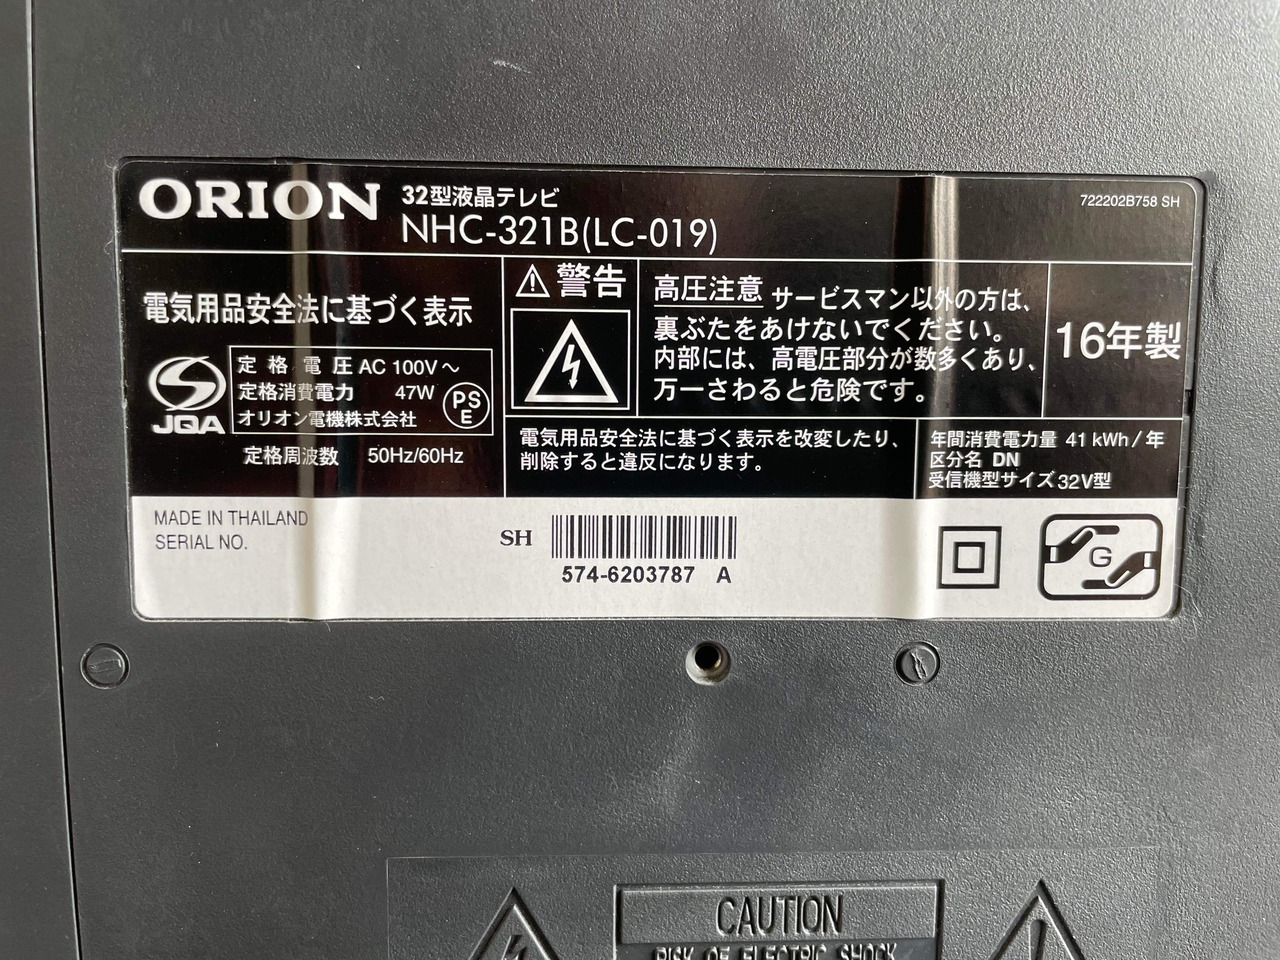 ORION 32型液晶テレビ
NHC-321B(LC-019)
722202B758 SH
電気用品安全法に基づく表示
JQA
定格電圧 AC 100V～
定格消費電力 47W
オリオン電機株式会社
PS
E
定格周波数 50Hz/60Hz
警告
高圧注意 サービスマン以外の方は、
裏ぶたをあけないでください。
内部には、高電圧部分が数多くあり、
万一さわると危険です。
16年製
電気用品安全法に基づく表示を改変したり、
削除すると違反になります。
年間消費電力量 41 kWh/年
区分名 DN
受信機型サイズ 32V型
MADE IN THAILAND
SERIAL NO.
SH
574-6203787 A
G
CAUTION
RISK OF ELECTRIC SHOCK